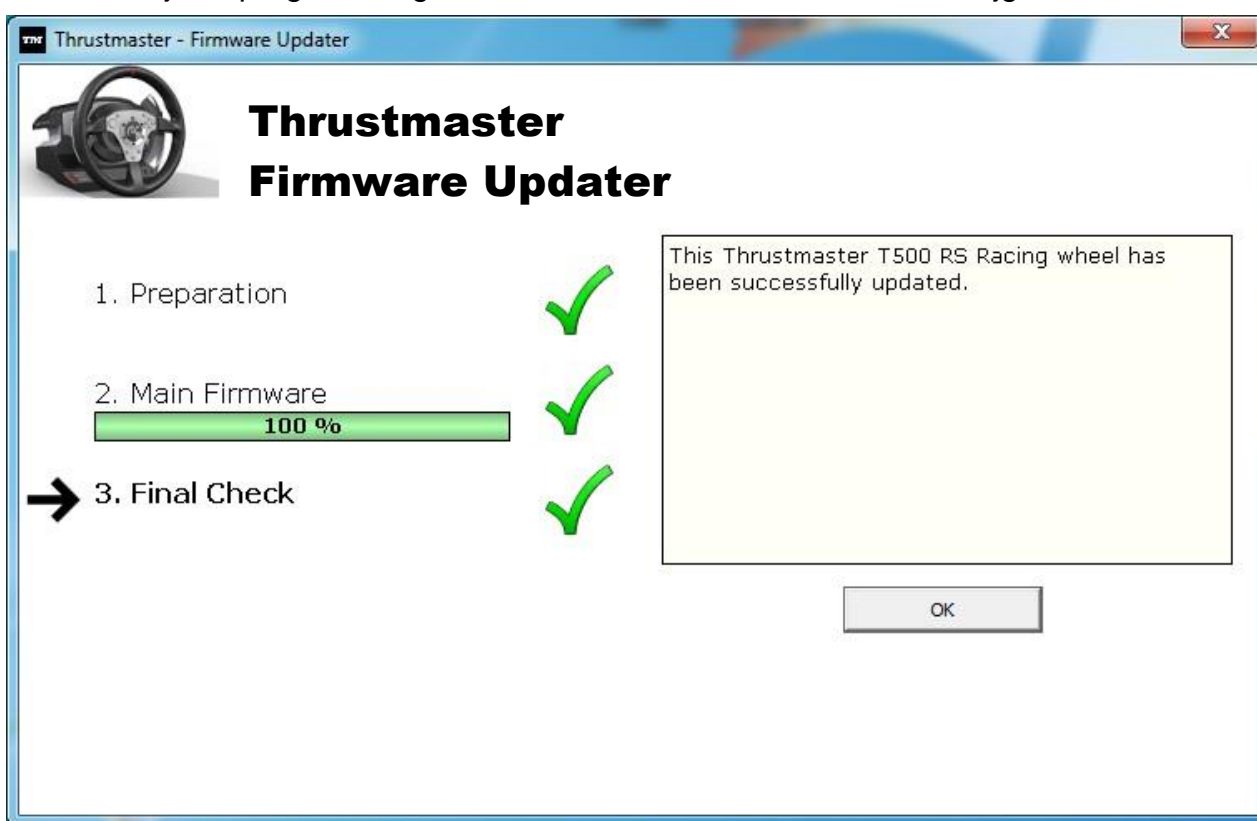 Thrustmaster - Firmware Updater
Thrustmaster
Firmware Updater
1. Preparation
2. Main Firmware
100 %
3. Final Check
This Thrustmaster T500 RS Racing wheel has
been successfully updated.
OK